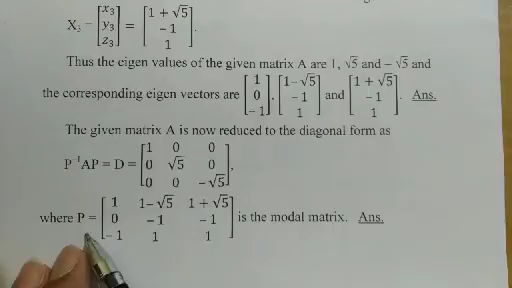 X₃ = [x₃ y₃ z₃] = [1 + √5 -1 1].
Thus the eigen values of the given matrix A are 1, √5 and – √5 and
the corresponding eigen vectors are [1 0 -1], [1–√5 -1 1] and [1 + √5 -1 1]. Ans.
The given matrix A is now reduced to the diagonal form as
P⁻¹AP = D = [1 0 0
0 √5 0
0 0 -√5],
where P = [1 1–√5 1 + √5
0 -1 -1
-1 1 1] is the modal matrix. Ans.